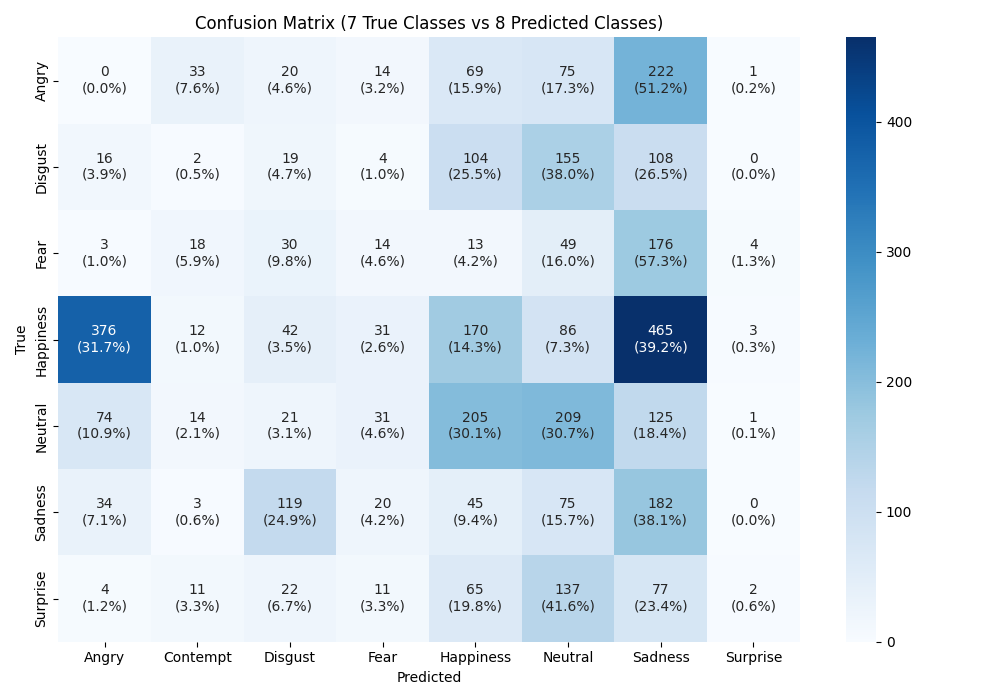 Confusion Matrix (7 True Classes vs 8 Predicted Classes)
True
Angry
0 33 20 14 69 75 222 1
(0.0%) (7.6%) (4.6%) (3.2%) (15.9%) (17.3%) (51.2%) (0.2%)
Disgust
16 2 19 4 104 155 108 0
(3.9%) (0.5%) (4.7%) (1.0%) (25.5%) (38.0%) (26.5%) (0.0%)
Fear
3 18 30 14 13 49 176 4
(1.0%) (5.9%) (9.8%) (4.6%) (4.2%) (16.0%) (57.3%) (1.3%)
Happiness
376 12 42 31 170 86 465 3
(31.7%) (1.0%) (3.5%) (2.6%) (14.3%) (7.3%) (39.2%) (0.3%)
Neutral
74 14 21 31 205 209 125 1
(10.9%) (2.1%) (3.1%) (4.6%) (30.1%) (30.7%) (18.4%) (0.1%)
Sadness
34 3 119 20 45 75 182 0
(7.1%) (0.6%) (24.9%) (4.2%) (9.4%) (15.7%) (38.1%) (0.0%)
Surprise
4 11 22 11 65 137 77 2
(1.2%) (3.3%) (6.7%) (3.3%) (19.8%) (41.6%) (23.4%) (0.6%)
Angry Contempt Disgust Fear Happiness Neutral Sadness Surprise
Predicted
400
300
200
100
0